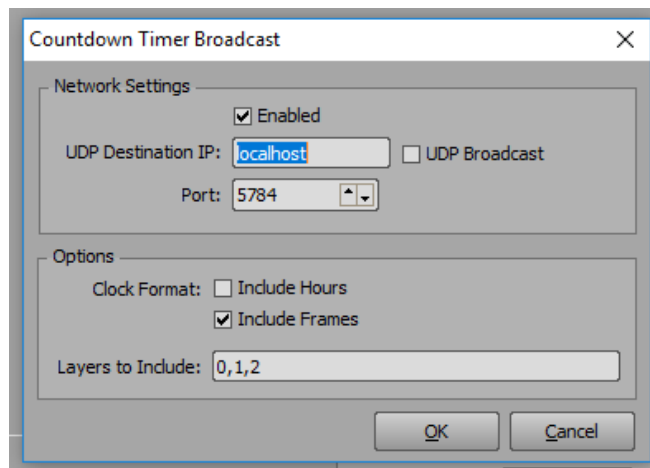 Countdown Timer Broadcast
Network Settings
Enabled
UDP Destination IP: localhost UDP Broadcast
Port: 5784
Options
Clock Format: Include Hours
Include Frames
Layers to Include: 0,1,2
OK Cancel